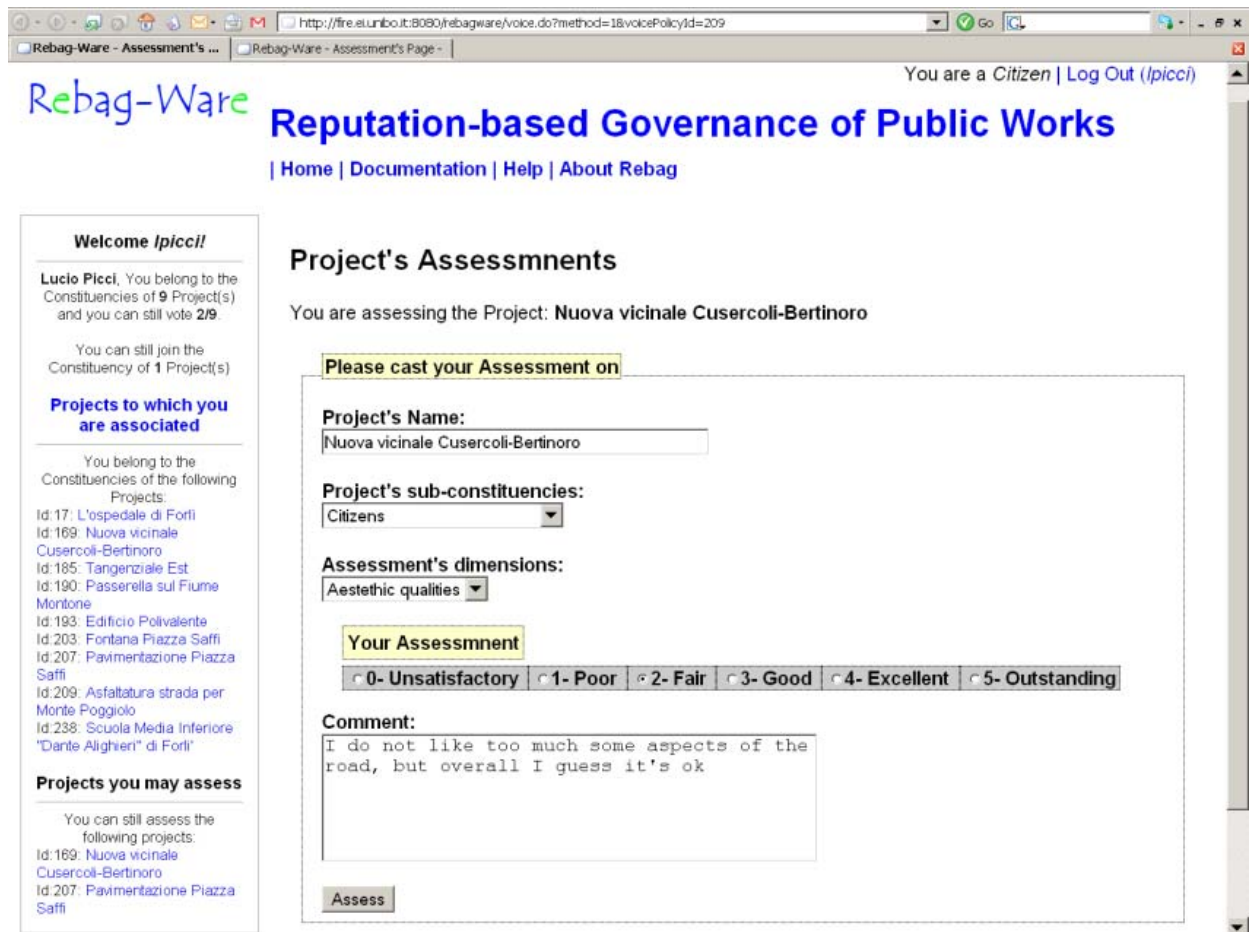 http://fire.ei.unibo.it:8080/rebagware/voice.do?method=1&voicePolicyId=209
Go
Rebag-Ware - Assessment's ...
Rebag-Ware - Assessment's Page -
You are a Citizen | Log Out (lpicci)
Rebag-Ware
Reputation-based Governance of Public Works
| Home | Documentation | Help | About Rebag
Welcome lpicci!
Lucio Picci, You belong to the
Constituencies of 9 Project(s)
and you can still vote 2/9.
You can still join the
Constituency of 1 Project(s)
Projects to which you
are associated
You belong to the
Constituencies of the following
Projects:
Id:17: L'ospedale di Forlì
Id:169: Nuova vicinale
Cusercoli-Bertinoro
Id:185: Tangenziale Est
Id:190: Passerella sul Fiume
Montone
Id:193: Edificio Polivalente
Id:203: Fontana Piazza Saffi
Id:207: Pavimentazione Piazza
Saffi
Id:209: Asfaltatura strada per
Monte Poggiolo
Id:238: Scuola Media Inferiore
"Dante Alighieri" di Forli'
Projects you may assess
You can still assess the
following projects:
Id:169: Nuova vicinale
Cusercoli-Bertinoro
Id:207: Pavimentazione Piazza
Saffi
Project's Assessmnents
You are assessing the Project: Nuova vicinale Cusercoli-Bertinoro
Please cast your Assessment on
Project's Name:
Nuova vicinale Cusercoli-Bertinoro
Project's sub-constituencies:
Citizens
Assessment's dimensions:
Aestethic qualities
Your Assessmnent
0- Unsatisfactory 1- Poor 2- Fair 3- Good 4- Excellent 5- Outstanding
Comment:
I do not like too much some aspects of the
road, but overall I guess it's ok
Assess